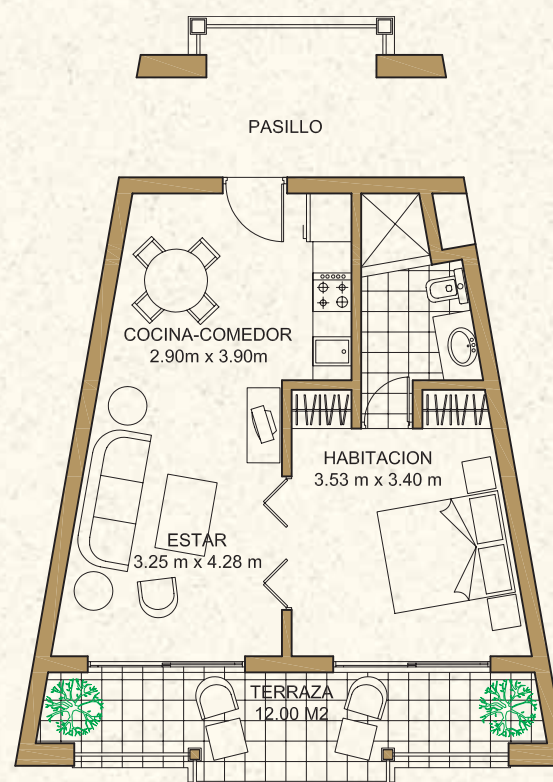 PASILLO
COCINA-COMEDOR
2.90m x 3.90m
HABITACION
3.53 m x 3.40 m
ESTAR
3.25 m x 4.28 m
TERRAZA
12.00 M2